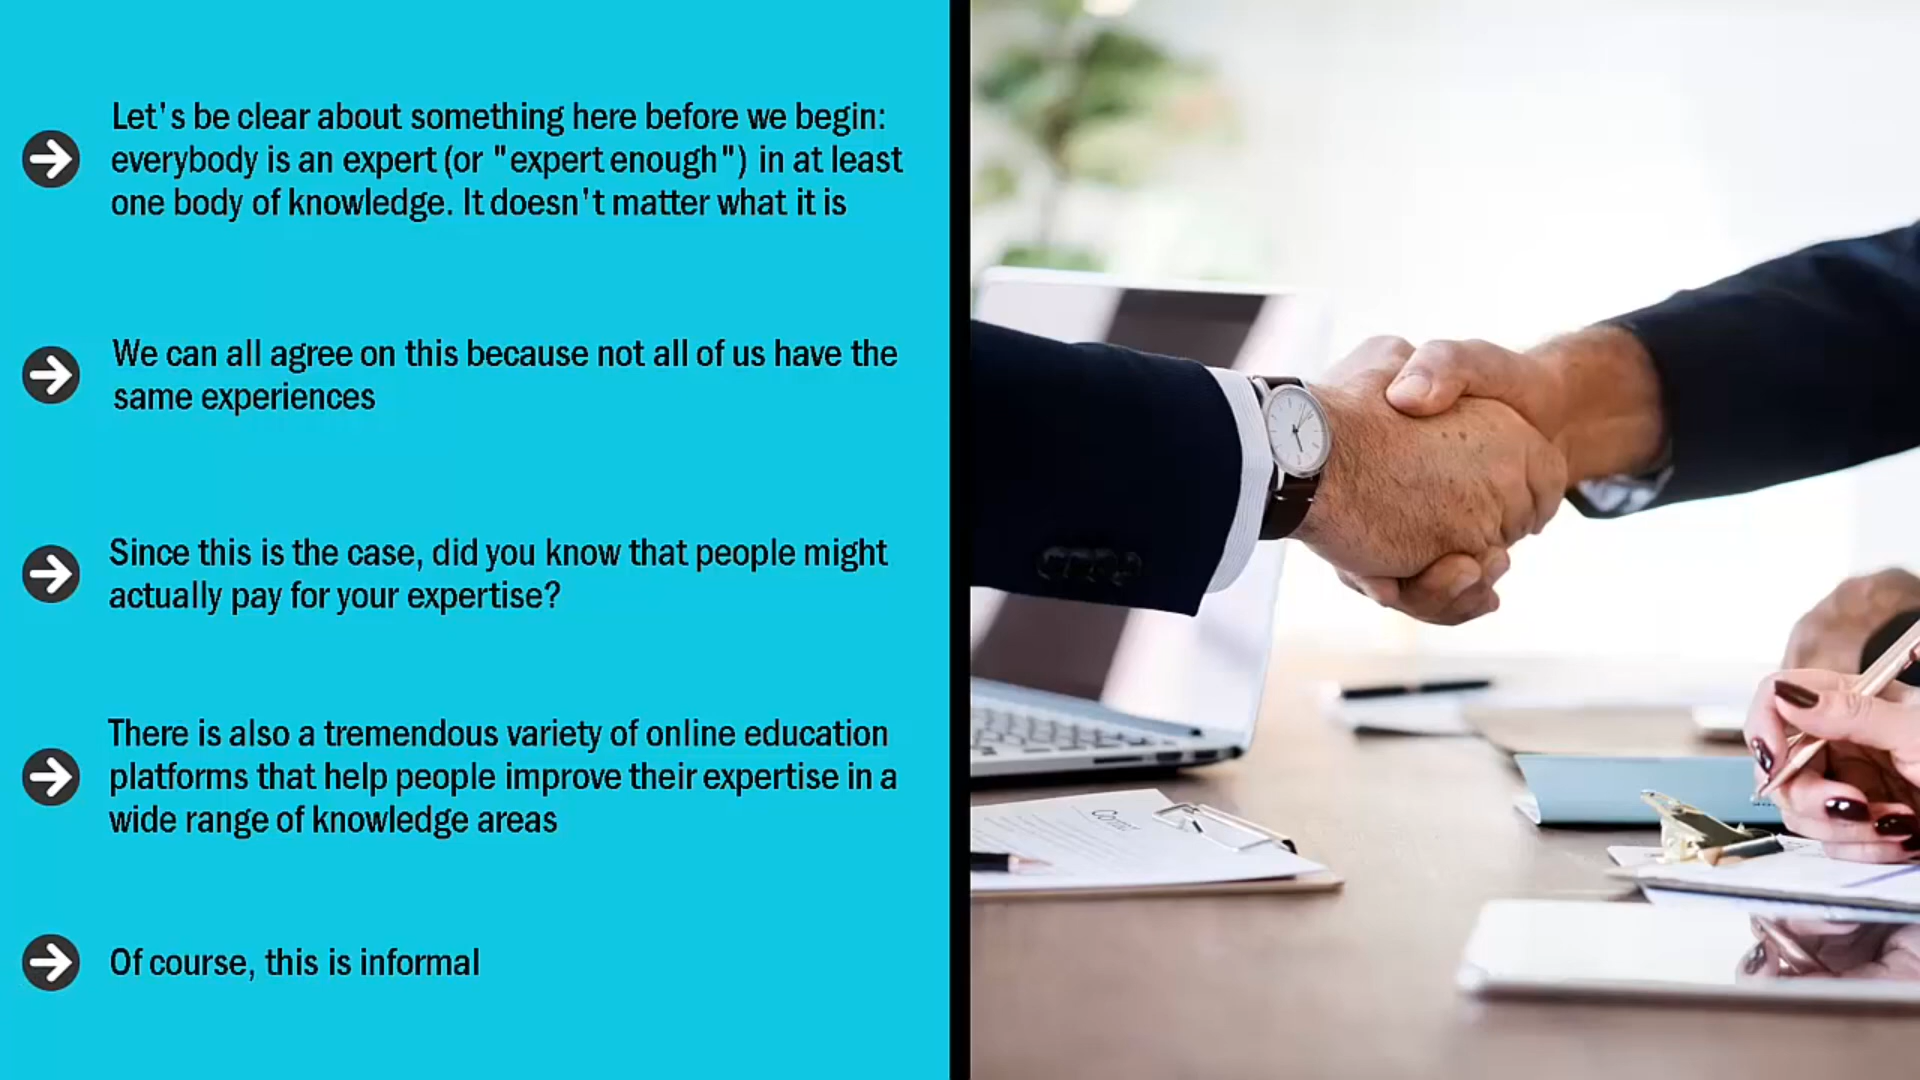 Let's be clear about something here before we begin:
everybody is an expert (or "expert enough") in at least
one body of knowledge. It doesn't matter what it is
We can all agree on this because not all of us have the
same experiences
Since this is the case, did you know that people might
actually pay for your expertise?
There is also a tremendous variety of online education
platforms that help people improve their expertise in a
wide range of knowledge areas
Of course, this is informal